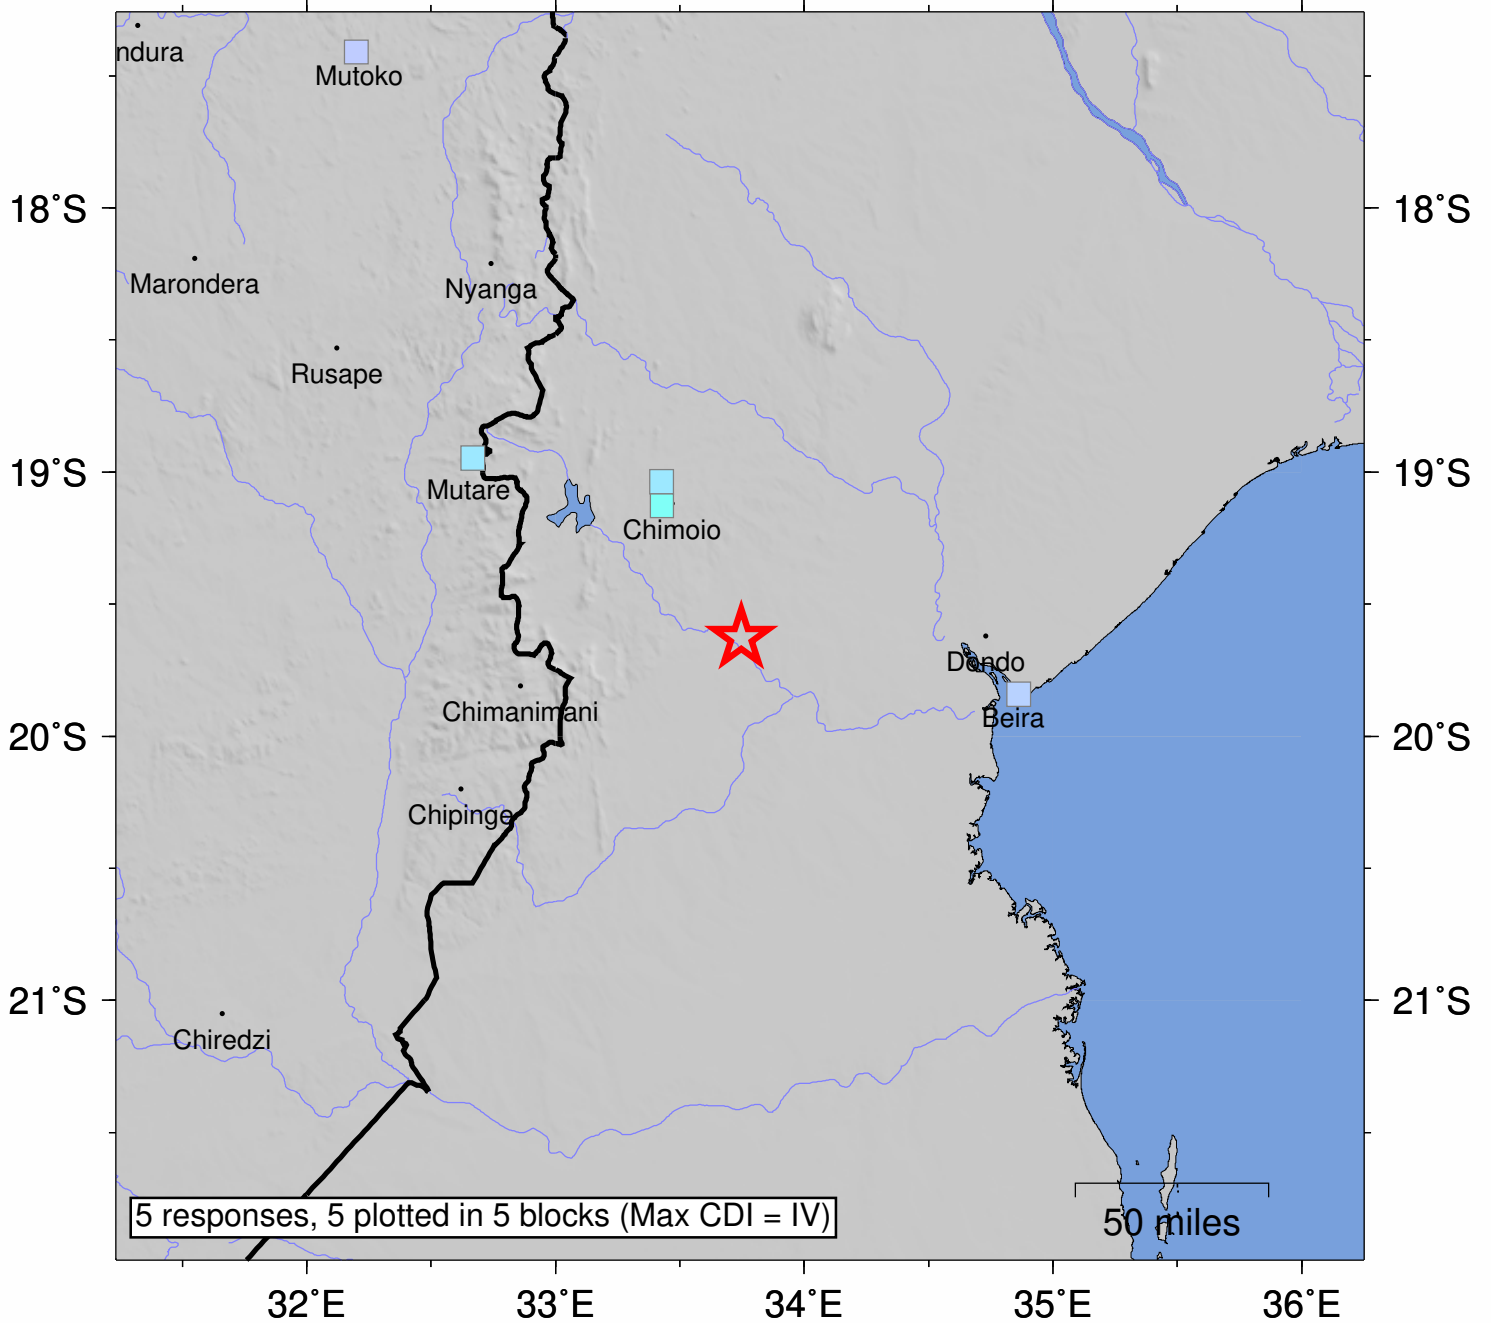 ndura
Mutoko
18°S
18°S
Marondera
Nyanga
Rusape
19°S
19°S
Mutare
Chimoio
Dondo
Chimanimani
Beira
20°S
20°S
Chipinge
21°S
21°S
Chiredzi
5 responses, 5 plotted in 5 blocks (Max CDI = IV)
50 miles
32°E
33°E
34°E
35°E
36°E